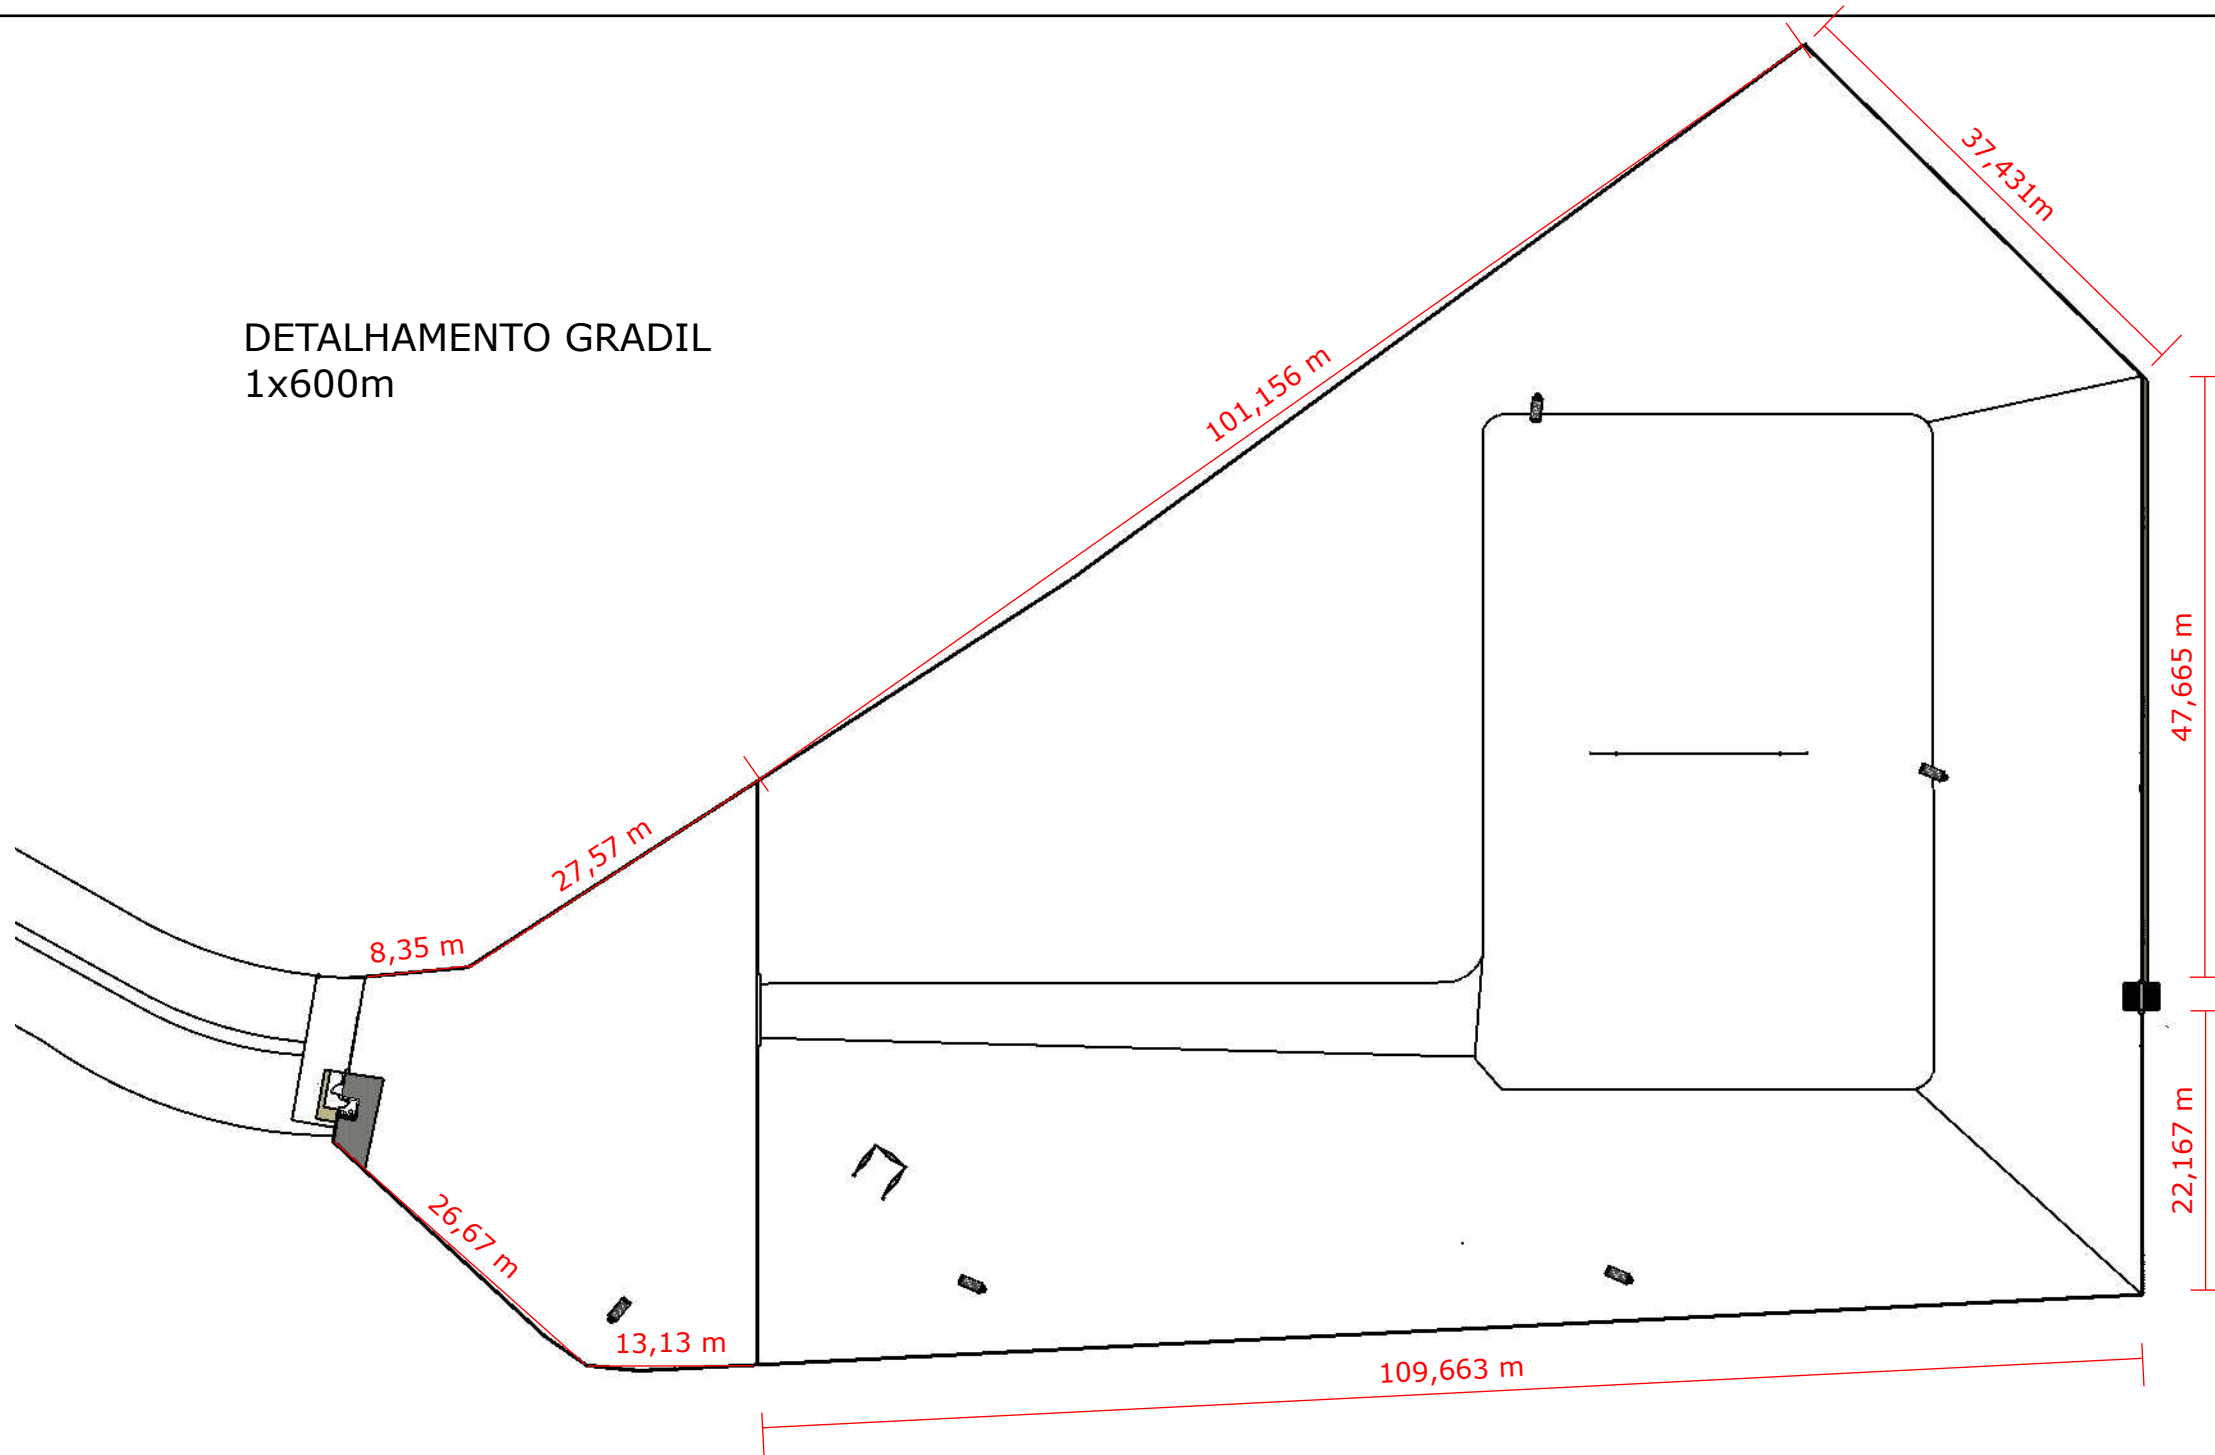 37,431m
DETALHAMENTO GRADIL
1x600m
101,156 m
47,665 m
27,57 m
8,35 m
22,167 m
26,67 m
13,13 m
109,663 m